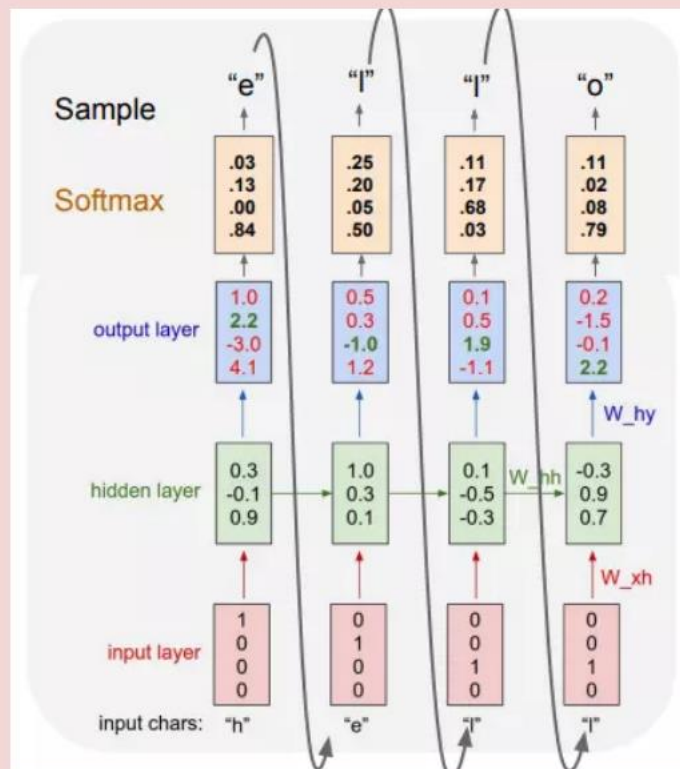 Sample
“e” “l” “l” “o”
Softmax
.03 .25 .11 .11
.13 .20 .17 .02
.00 .05 .68 .08
.84 .50 .03 .79
output layer
1.0 0.5 0.1 0.2
2.2 0.3 0.5 -1.5
-3.0 -1.0 1.9 -0.1
4.1 1.2 -1.1 2.2
W_hy
hidden layer
0.3 1.0 0.1 -0.3
-0.1 0.3 -0.5 0.9
0.9 0.1 -0.3 0.7
W_hh
W_xh
input layer
1 0 0 0
0 1 0 0
0 0 1 1
0 0 0 0
input chars: “h” “e” “l” “l”